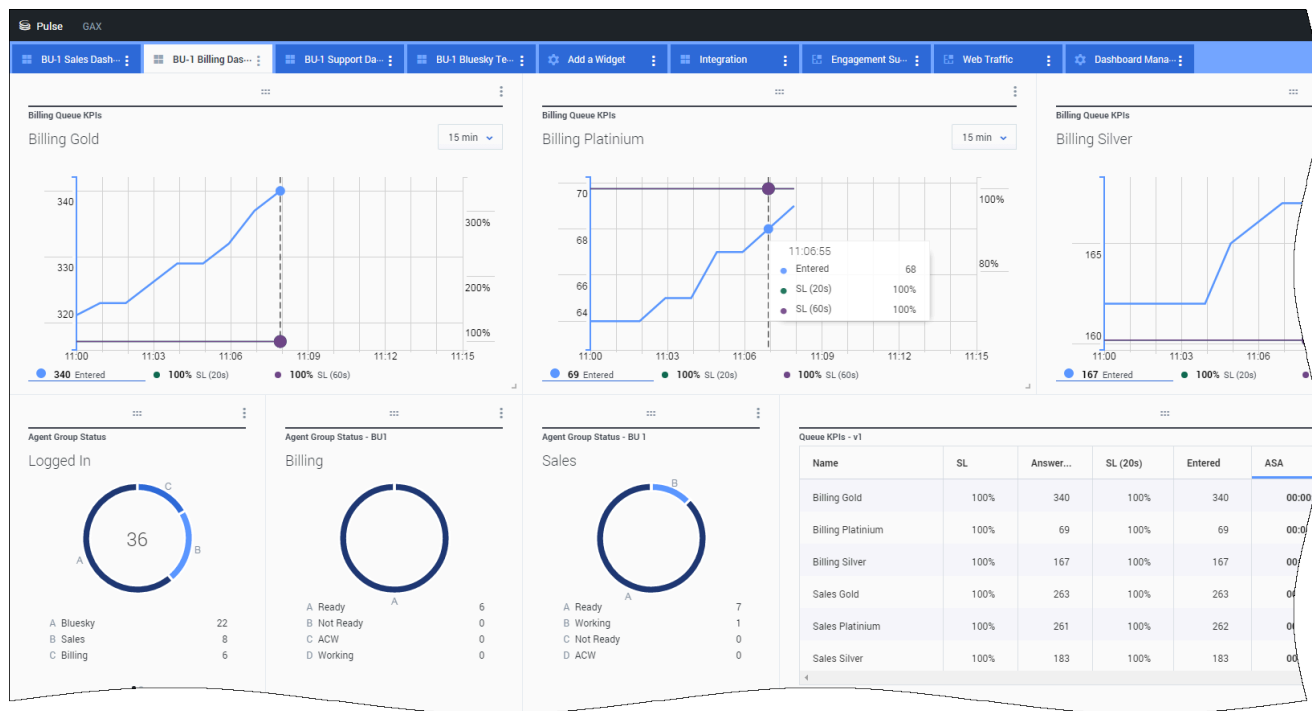 Pulse GAX
BU-1 Sales Dash... BU-1 Billing Das... BU-1 Support Da... BU-1 Bluesky Te... Add a Widget Integration Engagement Su... Web Traffic Dashboard Mana...
Billing Queue KPIs
Billing Gold
15 min
340
330
320
300%
200%
100%
11:00 11:03 11:06 11:09 11:12 11:15
340 Entered 100% SL (20s) 100% SL (60s)
Billing Queue KPIs
Billing Platinium
15 min
70
68
66
64
100%
80%
11:06:55
Entered 68
SL (20s) 100%
SL (60s) 100%
11:00 11:03 11:06 11:09 11:12 11:15
69 Entered 100% SL (20s) 100% SL (60s)
Billing Queue KPIs
Billing Silver
165
160
11:00 11:03 11:06
167 Entered 100% SL (20s)
Agent Group Status
Logged In
C
36
B
A
A Bluesky 22
B Sales 8
C Billing 6
Agent Group Status - BU1
Billing
A
A Ready 6
B Not Ready 0
C ACW 0
D Working 0
Agent Group Status - BU 1
Sales
B
A
A Ready 7
B Working 1
C Not Ready 0
D ACW 0
Queue KPIs - v1
Name SL Answer... SL (20s) Entered ASA
Billing Gold 100% 340 100% 340 00:00
Billing Platinium 100% 69 100% 69 00:0
Billing Silver 100% 167 100% 167 00:
Sales Gold 100% 263 100% 263
Sales Platinium 100% 261 100% 262
Sales Silver 100% 183 100% 183 00